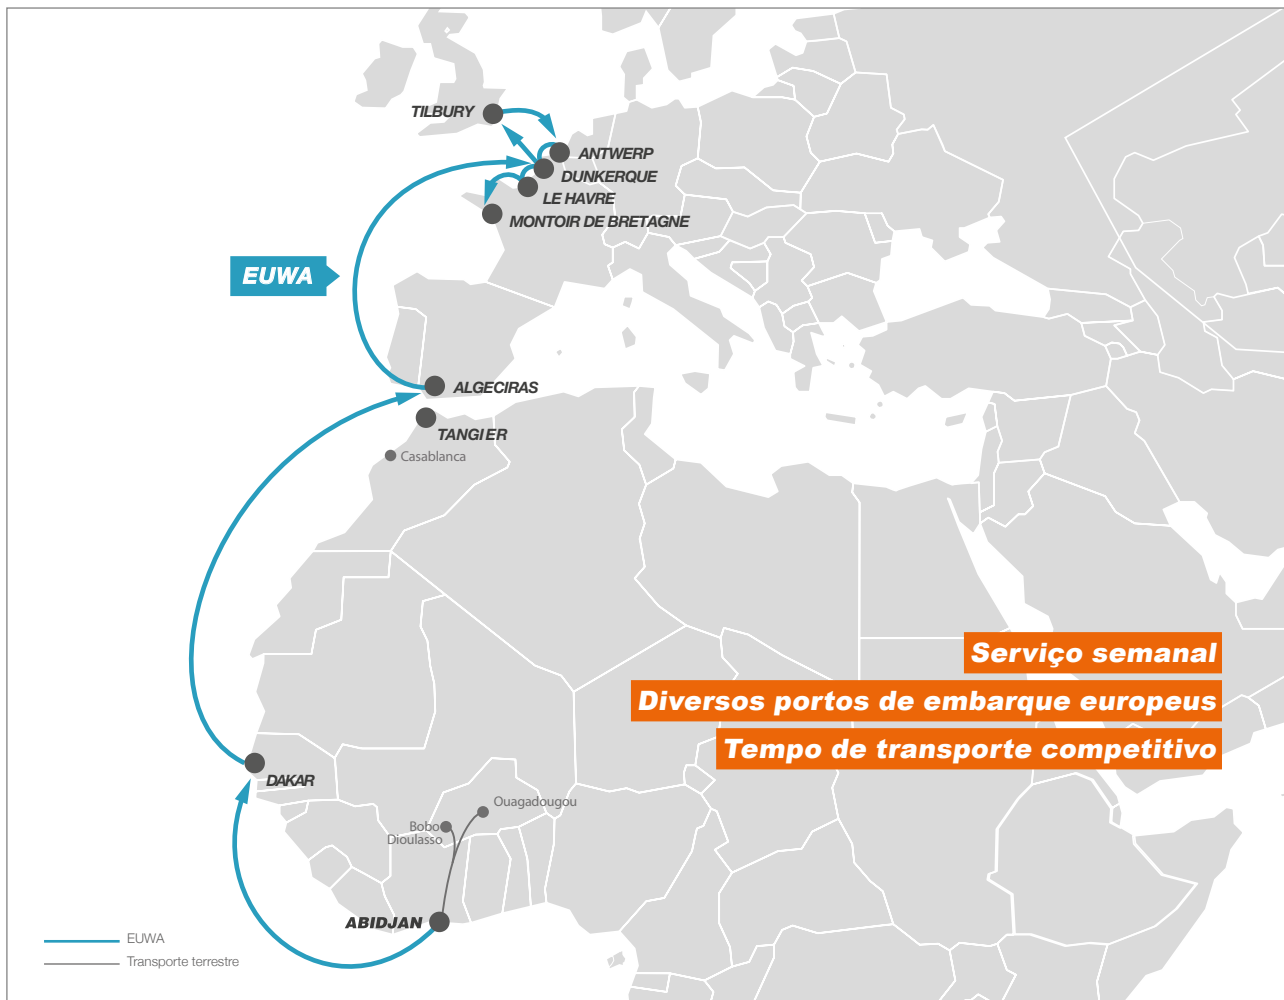 TILBURY
ANTWERP
DUNKERQUE
LE HAVRE
MONTOIR DE BRETAGNE
EUWA
ALGECIRAS
TANGIER
Casablanca
Serviço semanal
Diversos portos de embarque europeus
Tempo de transporte competitivo
DAKAR
Ouagadougou
Bobo
Dioulasso
ABIDJAN
EUWA
Transporte terrestre